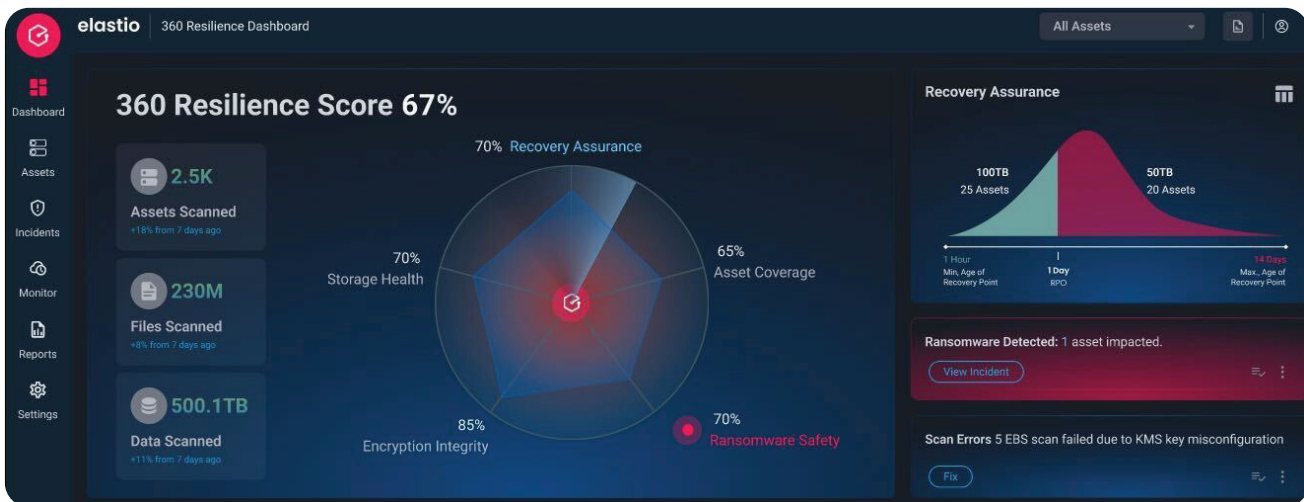 elastio
360 Resilience Dashboard
All Assets
Dashboard
Assets
Incidents
Monitor
Reports
Settings
360 Resilience Score 67%
2.5K
Assets Scanned
+18% from 7 days ago
230M
Files Scanned
+8% from 7 days ago
500.1TB
Data Scanned
+11% from 7 days ago
70% Recovery Assurance
70%
Storage Health
65%
Asset Coverage
85%
Encryption Integrity
70%
Ransomware Safety
Recovery Assurance
100TB
25 Assets
50TB
20 Assets
1 Hour
Min, Age of
Recovery Point
1 Day
RPO
14 Days
Max., Age of
Recovery Point
Ransomware Detected: 1 asset impacted.
View Incident
Scan Errors 5 EBS scan failed due to KMS key misconfiguration
Fix